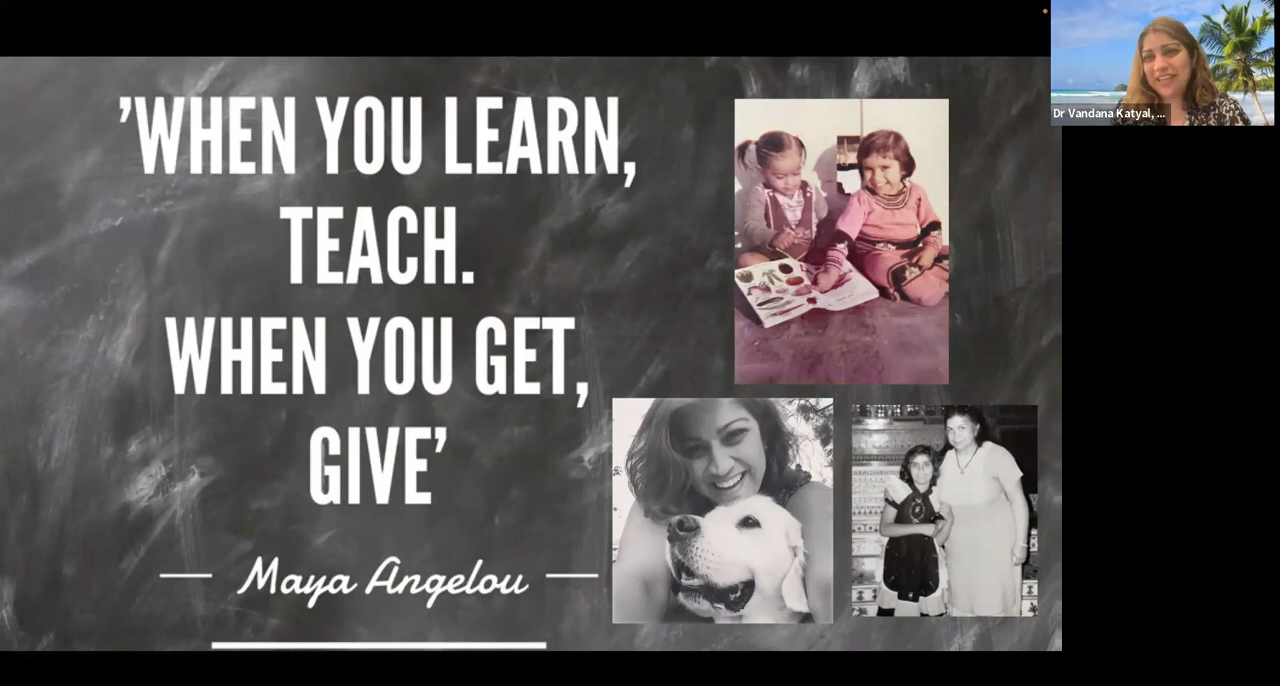 ’WHEN YOU LEARN,
TEACH.
WHEN YOU GET,
GIVE’
Maya Angelou
Dr Vandana Katyal, ...